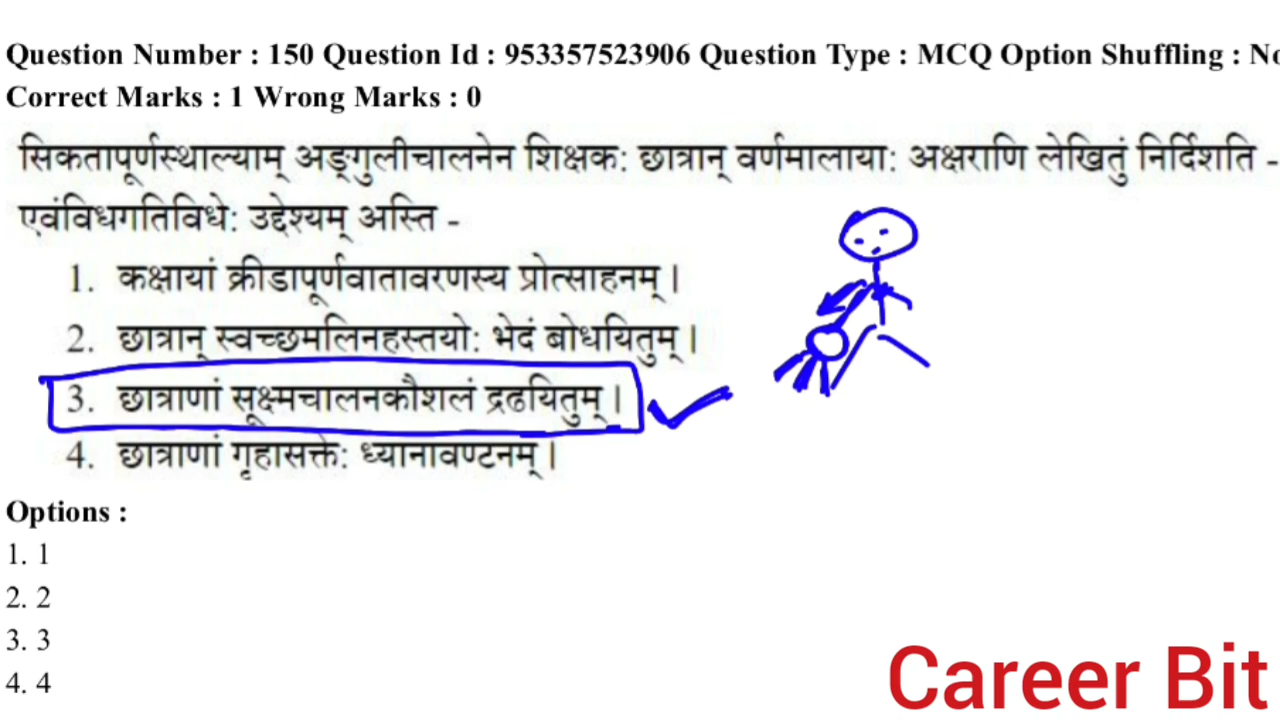 Question Number : 150 Question Id : 953357523906 Question Type : MCQ Option Shuffling : No
Correct Marks : 1 Wrong Marks : 0
सिकतापूर्णस्थाल्याम् अङ्गुलीचालनेन शिक्षकः छात्रान् वर्णमालायाः अक्षराणि लेखितुं निर्दिशति -
एवंविधगतिविधेः उद्देश्यम् अस्ति -
1. कक्षायां क्रीडापूर्णवातावरणस्य प्रोत्साहनम् ।
2. छात्रान् स्वच्छमलिनहस्तयोः भेदं बोधयितुम् ।
3. छात्राणां सूक्ष्मचालनकौशलं द्रढयितुम् ।
4. छात्राणां गृहासक्तेः ध्यानावण्टनम् ।
Options :
1. 1
2. 2
3. 3
4. 4
Career Bit